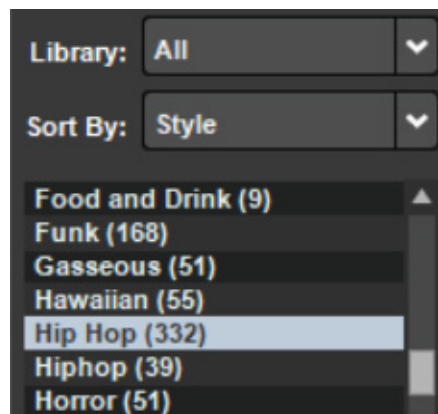 Library: All
Sort By: Style
Food and Drink (9)
Funk (168)
Gasseous (51)
Hawaiian (55)
Hip Hop (332)
Hiphop (39)
Horror (51)